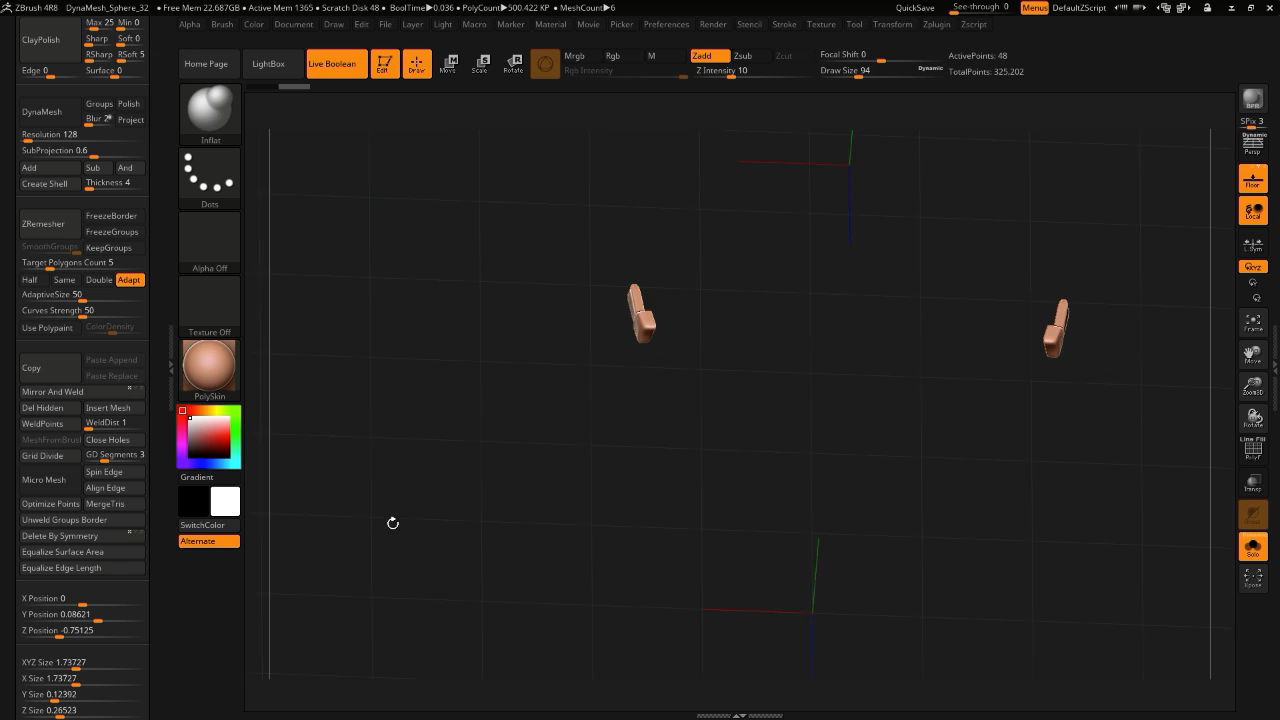 ZBrush 4R8 DynaMesh_Sphere_32 • Free Mem 22.687GB • Active Mem 1365 • Scratch Disk 48 • BoolTime▶0.036 • PolyCount▶500.422 KP • MeshCount▶6 QuickSave See-through 0 Menus DefaultZScript
Alpha Brush Color Document Draw Edit File Layer Light Macro Marker Material Movie Picker Preferences Render Stencil Stroke Texture Tool Transform Zplugin Zscript
ClayPolish Max 25 Min 0
Sharp Soft 0
RSharp RSoft 5
Edge 0 Surface 0
Home Page LightBox Live Boolean Edit Draw Move Scale Rotate
Mrgb Rgb M Zadd Zsub Zcut
Rgb Intensity Z Intensity 10
Focal Shift 0
Draw Size 94 Dynamic
ActivePoints: 48
TotalPoints: 325.202
DynaMesh Groups Polish
Blur 2 Project
Resolution 128
SubProjection 0.6
Add Sub And
Create Shell Thickness 4
ZRemesher FreezeBorder
FreezeGroups
SmoothGroups KeepGroups
Target Polygons Count 5
Half Same Double Adapt
AdaptiveSize 50
Curves Strength 50
Use Polypaint ColorDensity
Copy Paste Append
Paste Replace
Mirror And Weld
Del Hidden Insert Mesh
WeldPoints WeldDist 1
MeshFromBrus Close Holes
Grid Divide GD Segments 3
Micro Mesh Spin Edge
Align Edge
Optimize Points MergeTris
Unweld Groups Border
Delete By Symmetry
Equalize Surface Area
Equalize Edge Length
X Position 0
Y Position 0.08621
Z Position -0.75125
XYZ Size 1.73727
X Size 1.73727
Y Size 0.12392
Z Size 0.26523
Inflat
Dots
Alpha Off
Texture Off
PolySkin
Gradient
SwitchColor
Alternate
BPR
SPix 3
Dynamic
Persp
Floor
Local
L.Sym
XYZ
Frame
Move
Zoom3D
Rotate
Line Fill
PolyF
Transp
Solo
Xpose